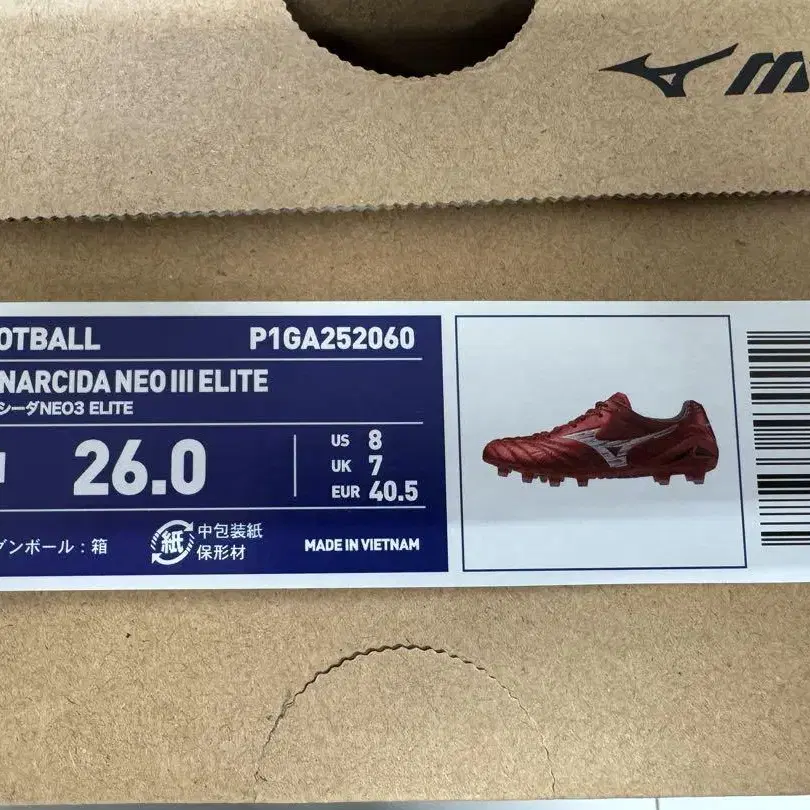 OTBALL P1GA252060
NARCIDA NEO III ELITE
シーダNEO3 ELITE
26.0
US 8
UK 7
EUR 40.5
ダンボール：箱
紙
中包装紙
保形材
MADE IN VIETNAM